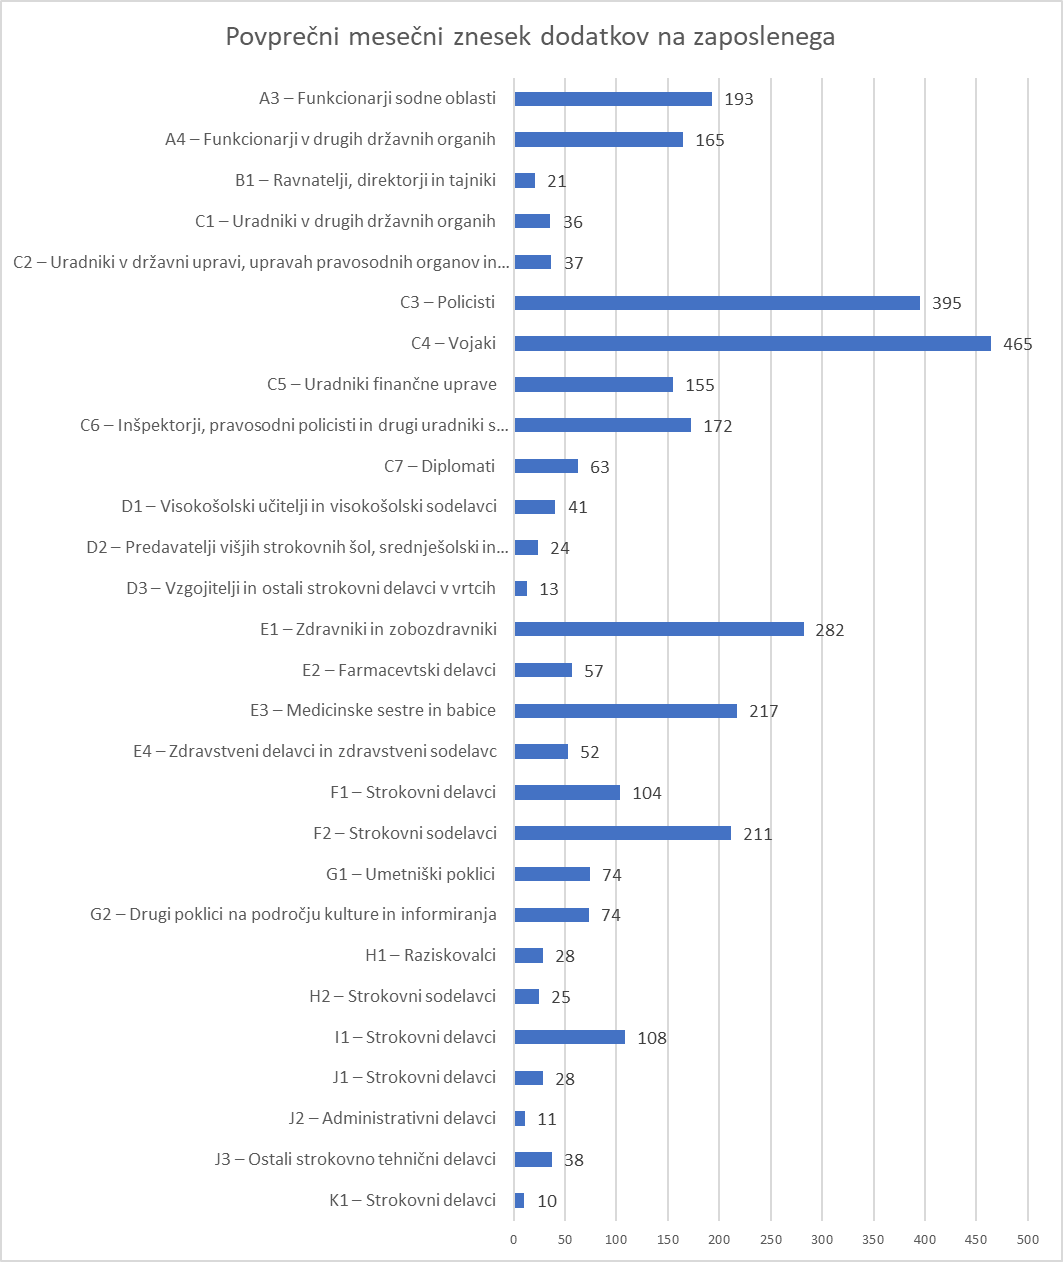 Povprečni mesečni znesek dodatkov na zaposlenega
A3 – Funkcionarji sodne oblasti 193
A4 – Funkcionarji v drugih državnih organih 165
B1 – Ravnatelji, direktorji in tajniki 21
C1 – Uradniki v drugih državnih organih 36
C2 – Uradniki v državni upravi, upravah pravosodnih organov in... 37
C3 – Policisti 395
C4 – Vojaki 465
C5 – Uradniki finančne uprave 155
C6 – Inšpektorji, pravosodni policisti in drugi uradniki s... 172
C7 – Diplomati 63
D1 – Visokošolski učitelji in visokošolski sodelavci 41
D2 – Predavatelji višjih strokovnih šol, srednješolski in... 24
D3 – Vzgojitelji in ostali strokovni delavci v vrtcih 13
E1 – Zdravniki in zobozdravniki 282
E2 – Farmacevtski delavci 57
E3 – Medicinske sestre in babice 217
E4 – Zdravstveni delavci in zdravstveni sodelavc 52
F1 – Strokovni delavci 104
F2 – Strokovni sodelavci 211
G1 – Umetniški poklici 74
G2 – Drugi poklici na področju kulture in informiranja 74
H1 – Raziskovalci 28
H2 – Strokovni sodelavci 25
I1 – Strokovni delavci 108
J1 – Strokovni delavci 28
J2 – Administrativni delavci 11
J3 – Ostali strokovno tehnični delavci 38
K1 – Strokovni delavci 10
0 50 100 150 200 250 300 350 400 450 500